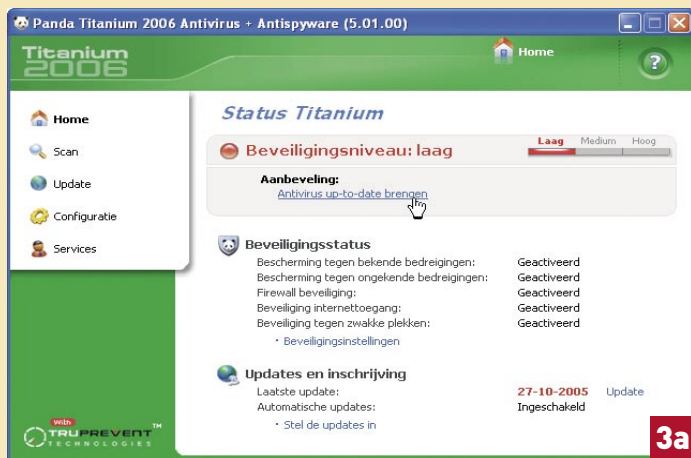 Panda Titanium 2006 Antivirus + Antispyware (5.01.00)
Titanium
2006
Home
?
Home
Scan
Update
Configuratie
Services
Status Titanium
Beveiligingsniveau: laag
Laag Medium Hoog
Aanbeveling:
Antivirus up-to-date brengen
Beveiligingsstatus
Bescherming tegen bekende bedreigingen: Geactiveerd
Bescherming tegen ongekende bedreigingen: Geactiveerd
Firewall beveiliging: Geactiveerd
Beveiliging internettoegang: Geactiveerd
Beveiliging tegen zwakke plekken: Geactiveerd
· Beveiligingsinstellingen
Updates en inschrijving
Laatste update: 27-10-2005 Update
Automatische updates: Ingeschakeld
· Stel de updates in
With
TRUPREVENT™
TECHNOLOGIES
3a